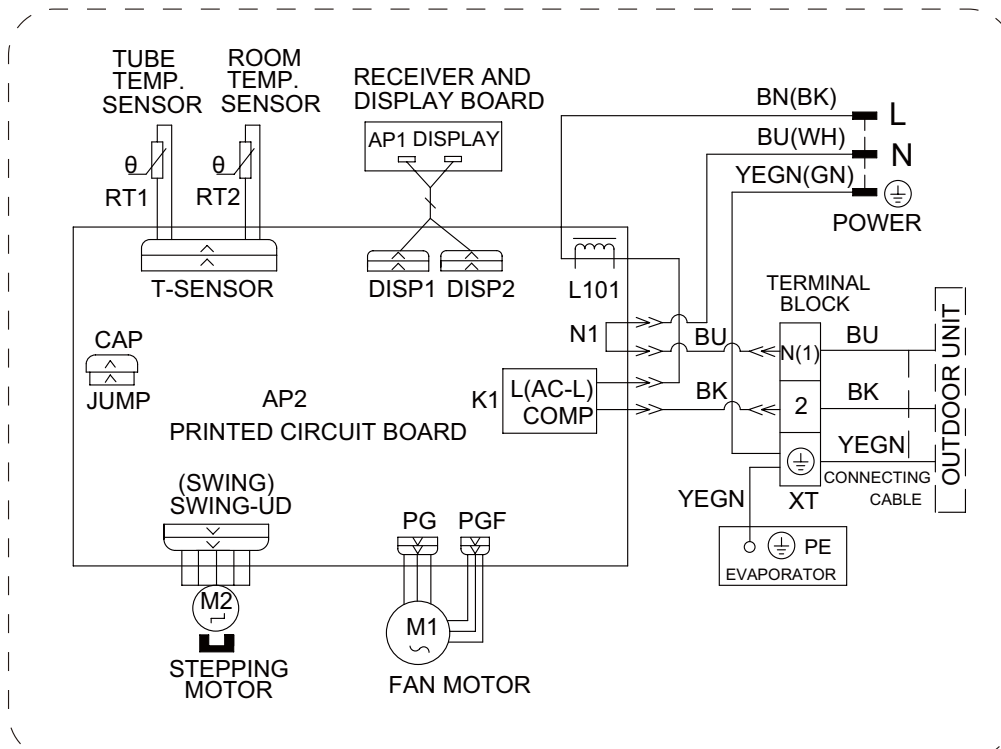 TUBE
TEMP.
SENSOR
ROOM
TEMP.
SENSOR
RECEIVER AND
DISPLAY BOARD
AP1 DISPLAY
BN(BK)
L
BU(WH)
N
YEGN(GN)
POWER
θ
RT1
θ
RT2
T-SENSOR
DISP1
DISP2
L101
TERMINAL
BLOCK
N1
BU
N(1)
BU
CAP
JUMP
AP2
PRINTED CIRCUIT BOARD
K1
L(AC-L)
COMP
BK
2
BK
YEGN
CONNECTING
CABLE
OUTDOOR UNIT
XT
YEGN
PE
EVAPORATOR
(SWING)
SWING-UD
PG
PGF
M2
STEPPING
MOTOR
M1
FAN MOTOR